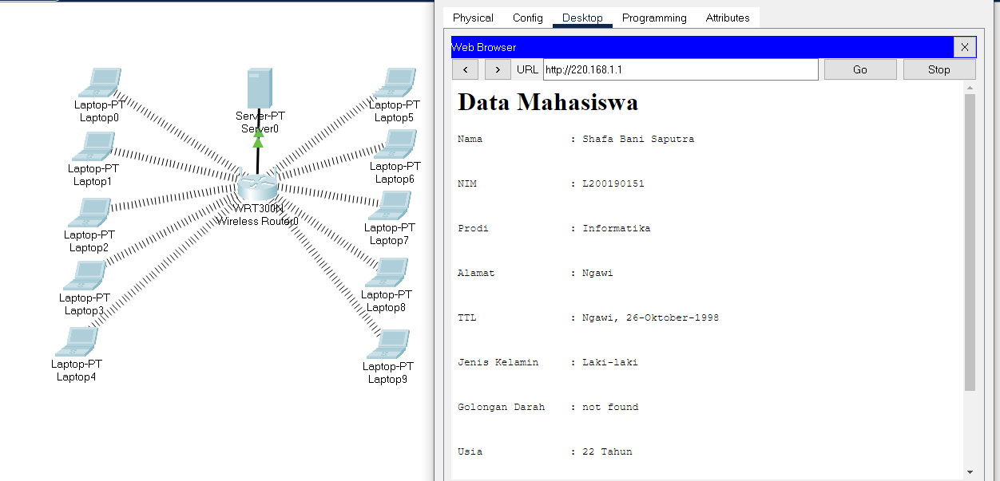 Physical Config Desktop Programming Attributes
Web Browser X
< > URL http://220.168.1.1 Go Stop
Data Mahasiswa
Nama : Shafa Bani Saputra
NIM : L200190151
Prodi : Informatika
Alamat : Ngawi
TTL : Ngawi, 26-Oktober-1998
Jenis Kelamin : Laki-laki
Golongan Darah : not found
Usia : 22 Tahun
Laptop-PT
Laptop0
Laptop-PT
Laptop1
Laptop-PT
Laptop2
Laptop-PT
Laptop3
Laptop-PT
Laptop4
Server-PT
Server0
WRT300N
Wireless Router0
Laptop-PT
Laptop5
Laptop-PT
Laptop6
Laptop-PT
Laptop7
Laptop-PT
Laptop8
Laptop-PT
Laptop9